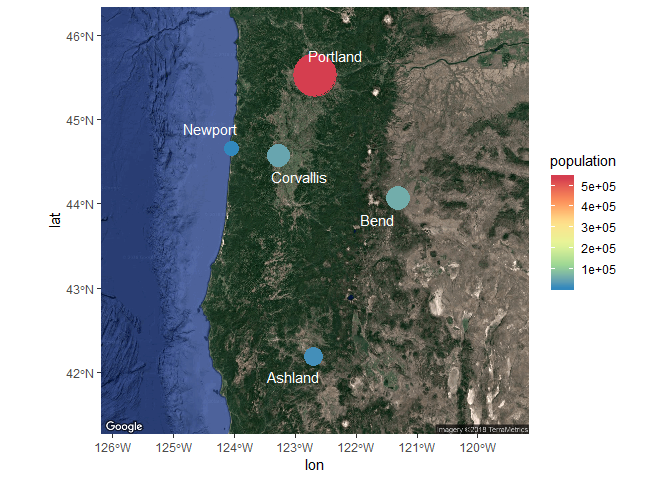 46°N
45°N
44°N
43°N
42°N
lat
Portland
Newport
Corvallis
Bend
Ashland
Google
Imagery ©2018 TerraMetrics
126°W
125°W
124°W
123°W
122°W
121°W
120°W
lon
population
5e+05
4e+05
3e+05
2e+05
1e+05